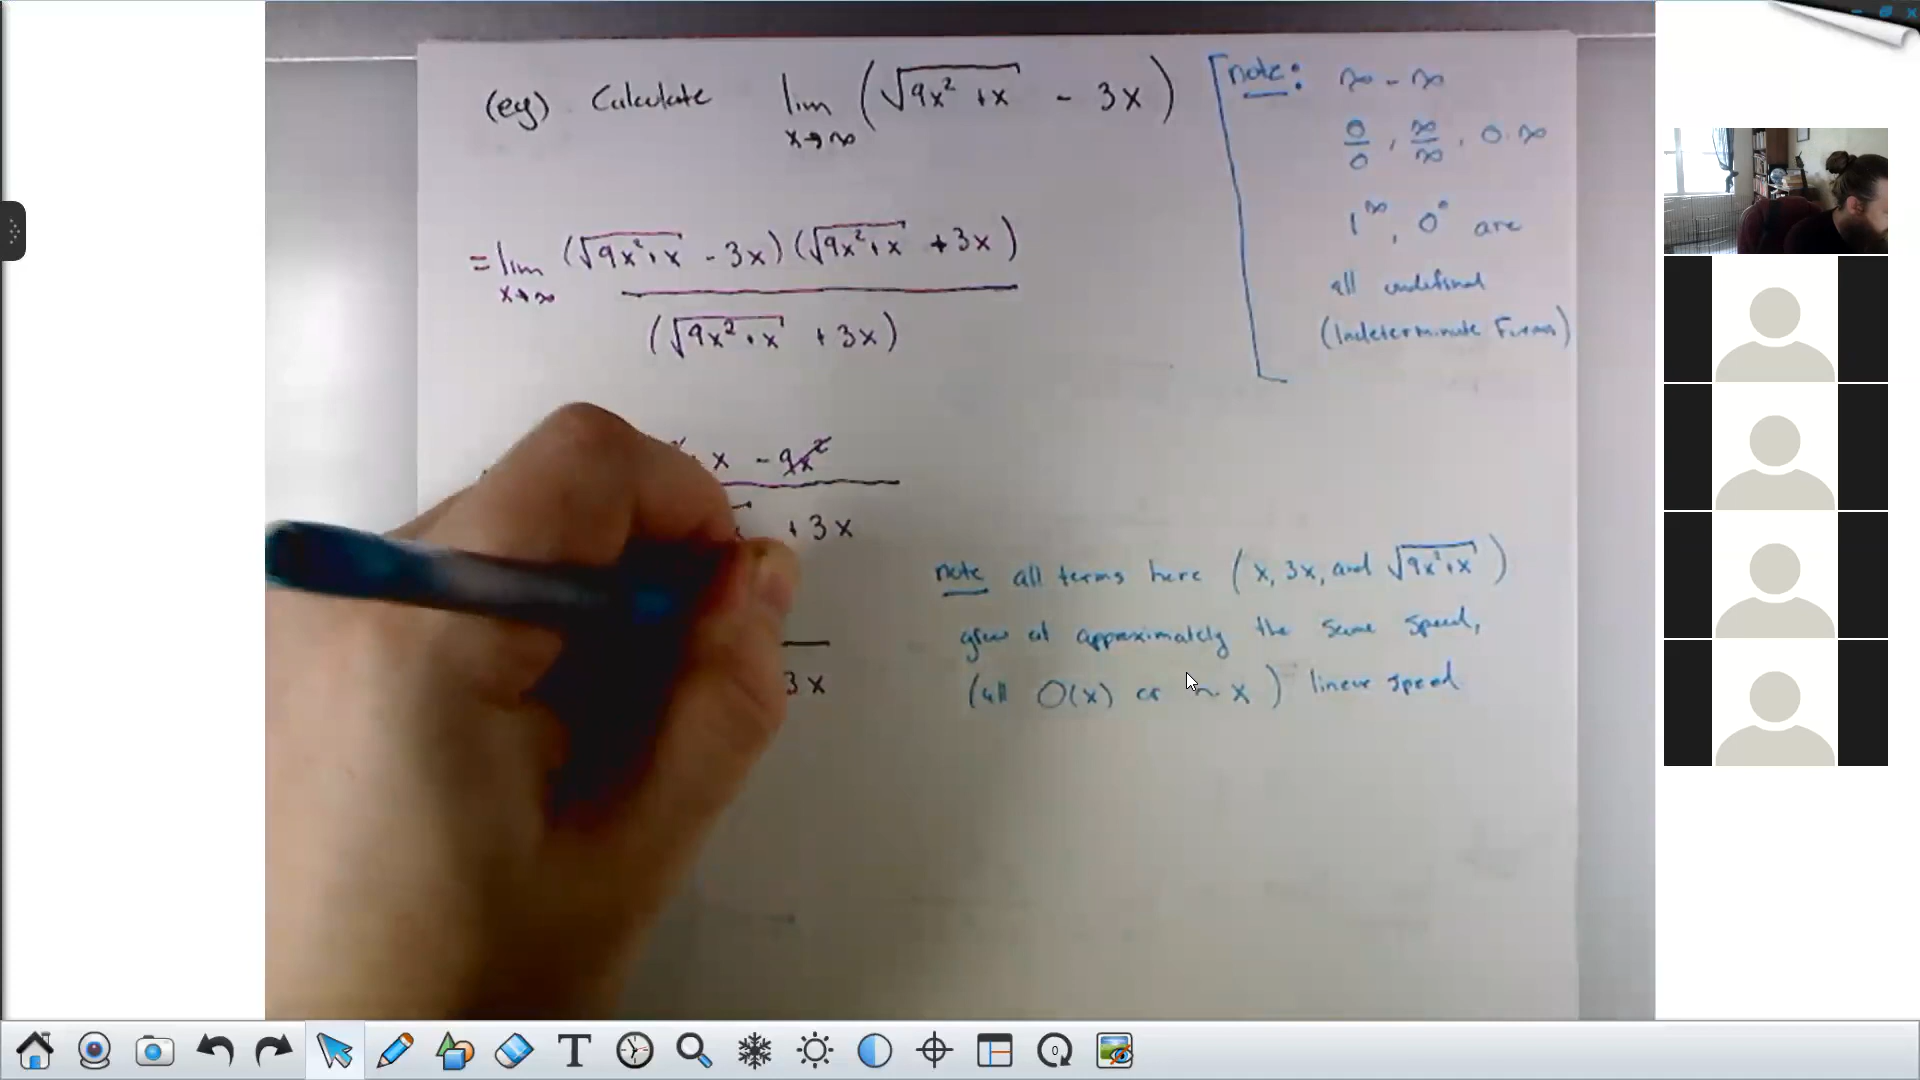 (eg) Calculate lim (√9x² + x - 3x)
x→∞
= lim (√9x²+x - 3x)(√9x²+x + 3x)
x→∞
(√9x²+x + 3x)
x - 9x²
+ 3x
3x
note: ∞ - ∞
0/0, ∞/∞, 0·∞
1^∞, 0⁰ are
all undefined
(Indeterminate Forms)
note all terms here (x, 3x, and √9x²+x)
grow at approximately the same speed,
(all O(x) or ~ x) linear speed
T
0